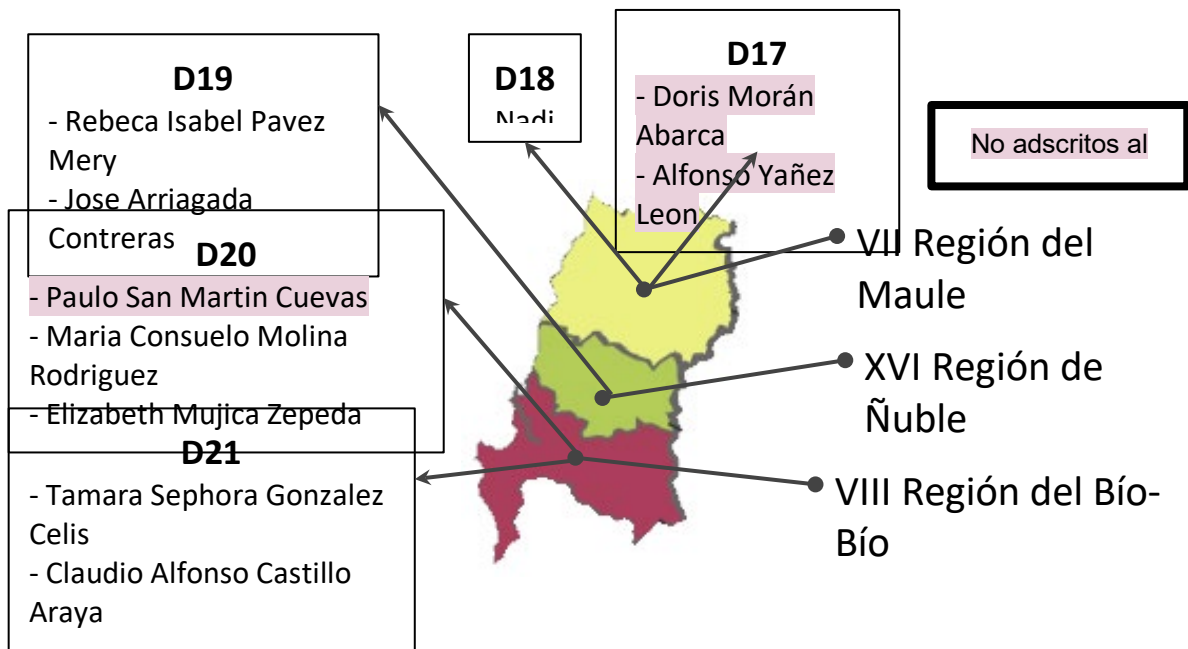 D19
- Rebeca Isabel Pavez
Mery
- Jose Arriagada
Contreras
D18
Nadi
D17
- Doris Morán
Abarca
- Alfonso Yañez
Leon
No adscritos al
D20
- Paulo San Martin Cuevas
- Maria Consuelo Molina
Rodriguez
- Elizabeth Mujica Zepeda
D21
- Tamara Sephora Gonzalez
Celis
- Claudio Alfonso Castillo
Araya
VII Región del
Maule
XVI Región de
Ñuble
VIII Región del Bío-
Bío